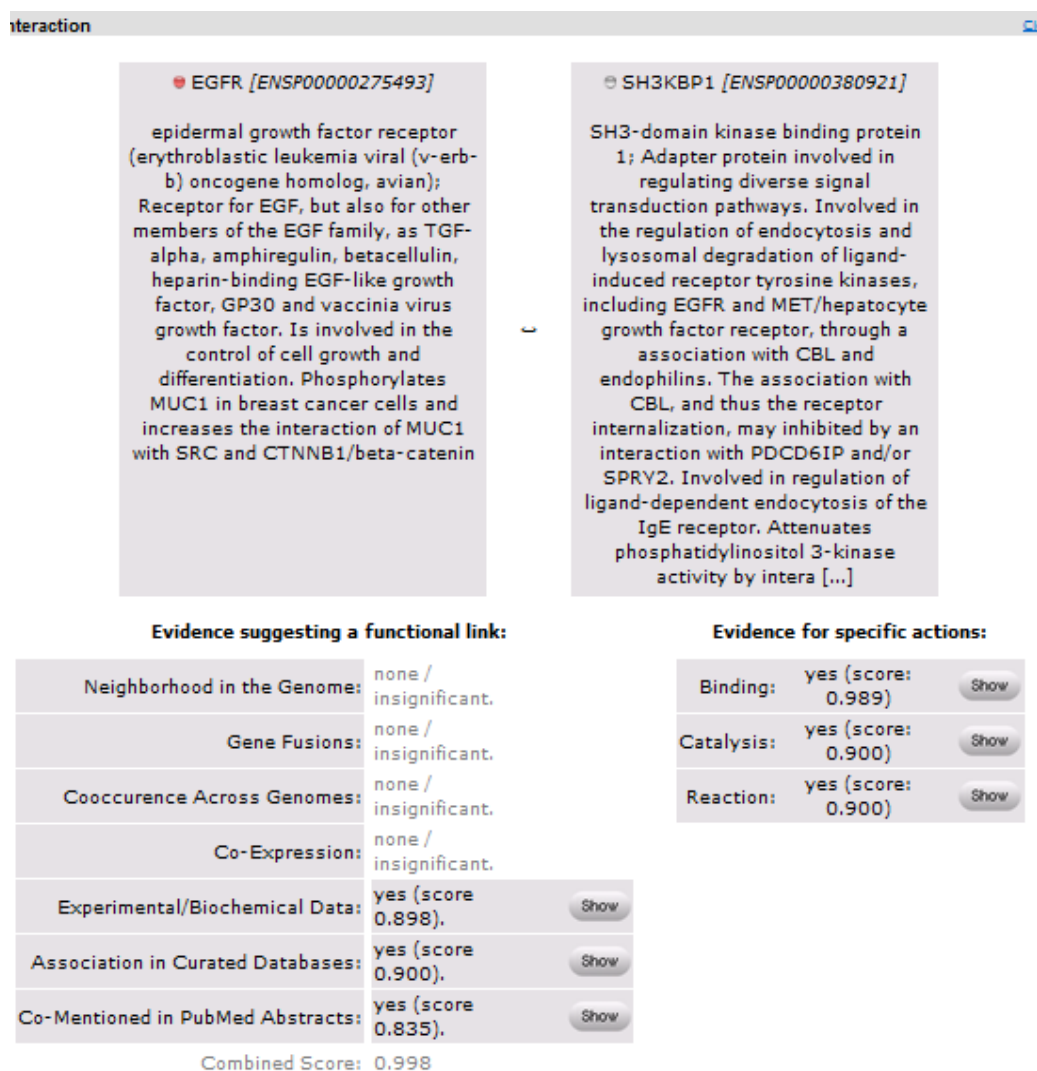 nteraction
EGFR [ENSP00000275493]
epidermal growth factor receptor
(erythroblastic leukemia viral (v-erb-
b) oncogene homolog, avian);
Receptor for EGF, but also for other
members of the EGF family, as TGF-
alpha, amphiregulin, betacellulin,
heparin-binding EGF-like growth
factor, GP30 and vaccinia virus
growth factor. Is involved in the
control of cell growth and
differentiation. Phosphorylates
MUC1 in breast cancer cells and
increases the interaction of MUC1
with SRC and CTNNB1/beta-catenin
SH3KBP1 [ENSP00000380921]
SH3-domain kinase binding protein
1; Adapter protein involved in
regulating diverse signal
transduction pathways. Involved in
the regulation of endocytosis and
lysosomal degradation of ligand-
induced receptor tyrosine kinases,
including EGFR and MET/hepatocyte
growth factor receptor, through a
association with CBL and
endophilins. The association with
CBL, and thus the receptor
internalization, may inhibited by an
interaction with PDCD6IP and/or
SPRY2. Involved in regulation of
ligand-dependent endocytosis of the
IgE receptor. Attenuates
phosphatidylinositol 3-kinase
activity by intera [...]
Evidence suggesting a functional link:
Neighborhood in the Genome: none /
insignificant.
Gene Fusions: none /
insignificant.
Cooccurence Across Genomes: none /
insignificant.
Co-Expression: none /
insignificant.
Experimental/Biochemical Data: yes (score
0.898). Show
Association in Curated Databases: yes (score
0.900). Show
Co-Mentioned in PubMed Abstracts: yes (score
0.835). Show
Combined Score: 0.998
Evidence for specific actions:
Binding: yes (score:
0.989) Show
Catalysis: yes (score:
0.900) Show
Reaction: yes (score:
0.900) Show